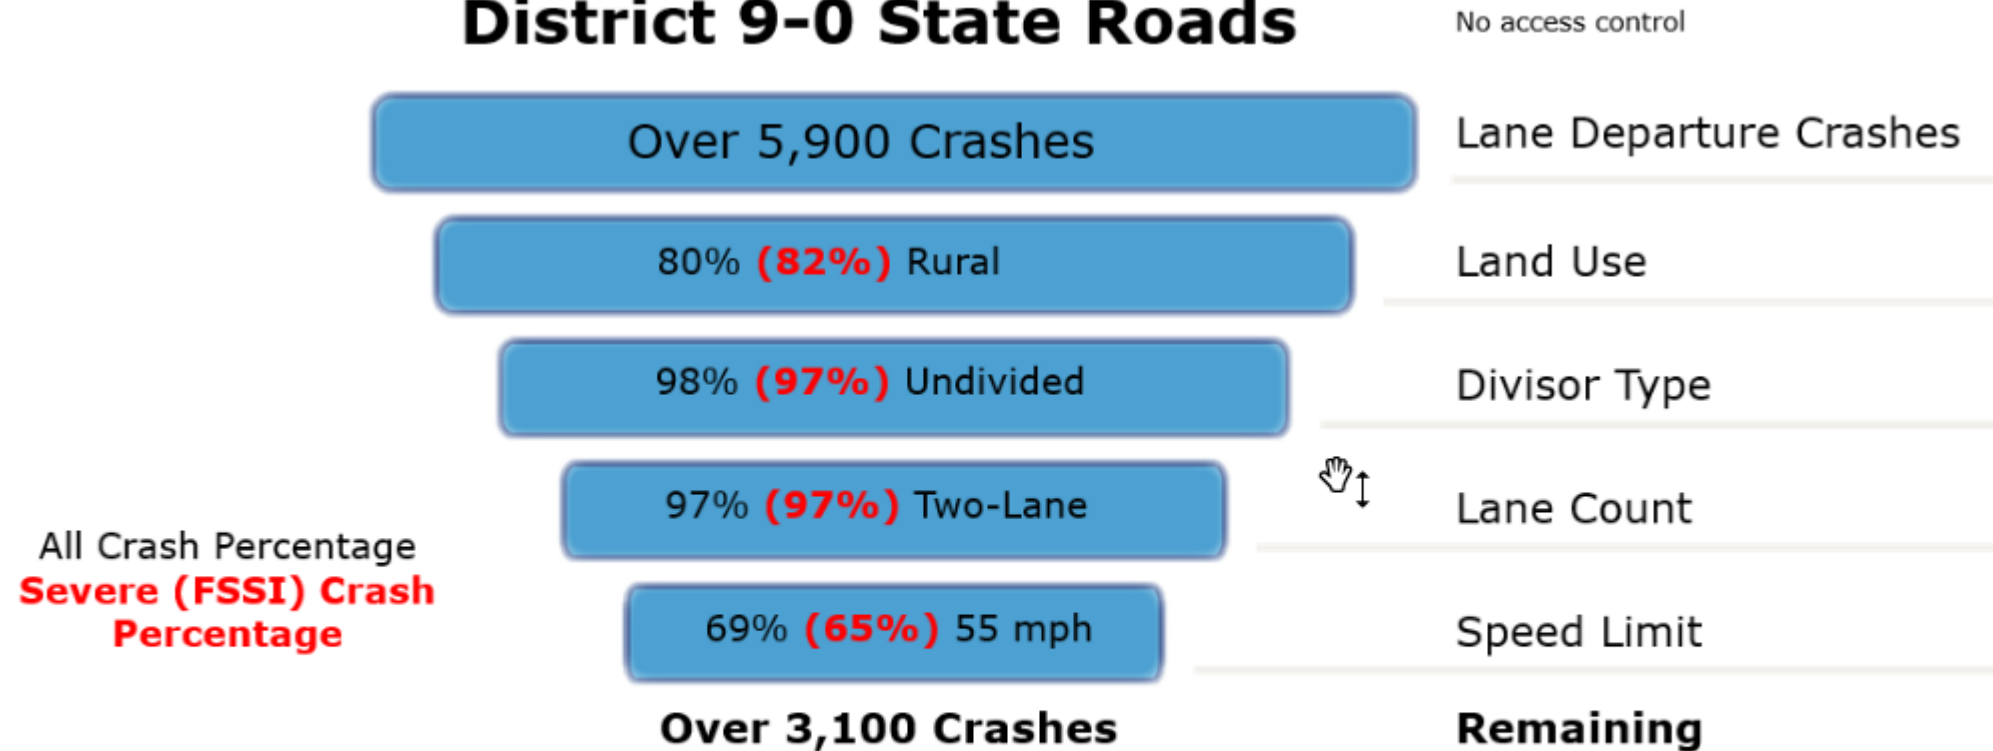 District 9-0 State Roads
No access control
Over 5,900 Crashes
Lane Departure Crashes
80% (82%) Rural
Land Use
98% (97%) Undivided
Divisor Type
97% (97%) Two-Lane
Lane Count
All Crash Percentage
Severe (FSSI) Crash
Percentage
69% (65%) 55 mph
Speed Limit
Over 3,100 Crashes
Remaining